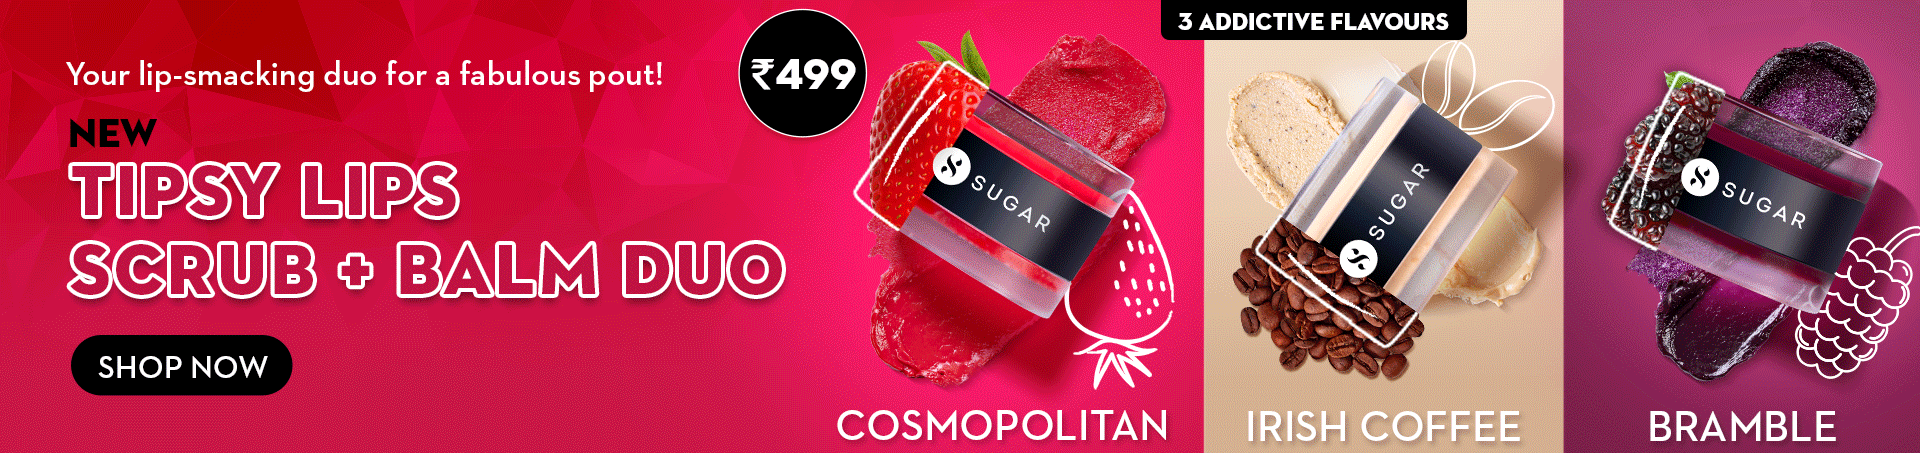 Your lip-smacking duo for a fabulous pout!
NEW
TIPSY LIPS
SCRUB + BALM DUO
SHOP NOW
₹499
3 ADDICTIVE FLAVOURS
SUGAR
COSMOPOLITAN
SUGAR
IRISH COFFEE
SUGAR
BRAMBLE